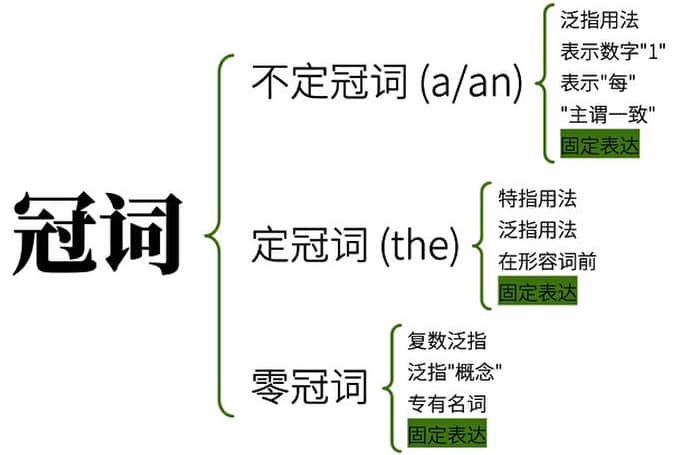 冠词
不定冠词 (a/an)
泛指用法
表示数字"1"
表示"每"
"主谓一致"
固定表达
定冠词 (the)
特指用法
泛指用法
在形容词前
固定表达
零冠词
复数泛指
泛指"概念"
专有名词
固定表达